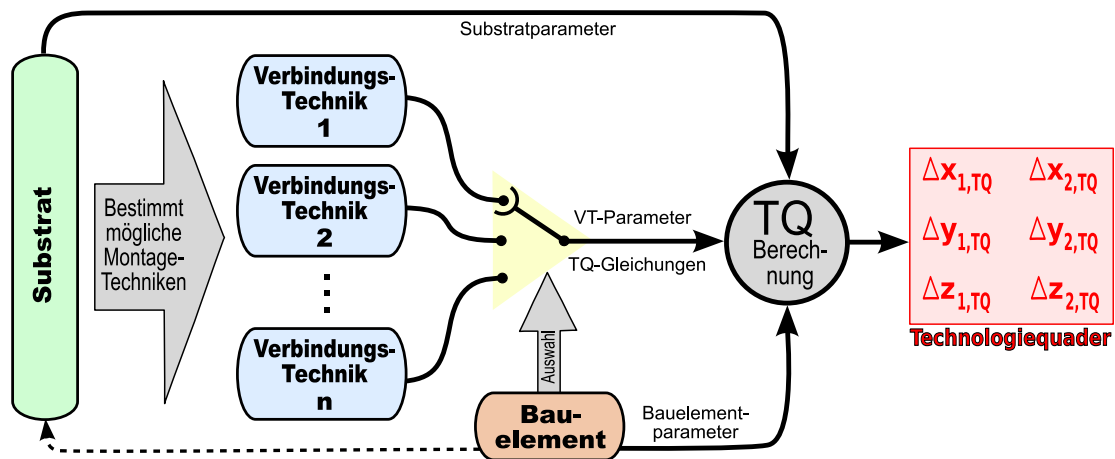 Substratparameter
Substrat
Bestimmt
mögliche
Montage-
Techniken
Verbindungs-
Technik
1
Verbindungs-
Technik
2
Verbindungs-
Technik
n
VT-Parameter
TQ-Gleichungen
Auswahl
Bau-
element
Bauelement-
parameter
TQ
Berech-
nung
Δx1,TQ Δx2,TQ
Δy1,TQ Δy2,TQ
Δz1,TQ Δz2,TQ
Technologiequader